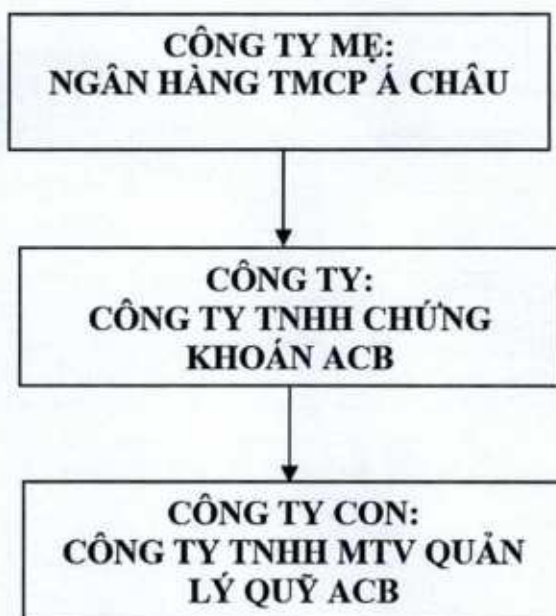 CÔNG TY MẸ:
NGÂN HÀNG TMCP Á CHÂU
CÔNG TY:
CÔNG TY TNHH CHỨNG
KHOÁN ACB
CÔNG TY CON:
CÔNG TY TNHH MTV QUẢN
LÝ QUỸ ACB